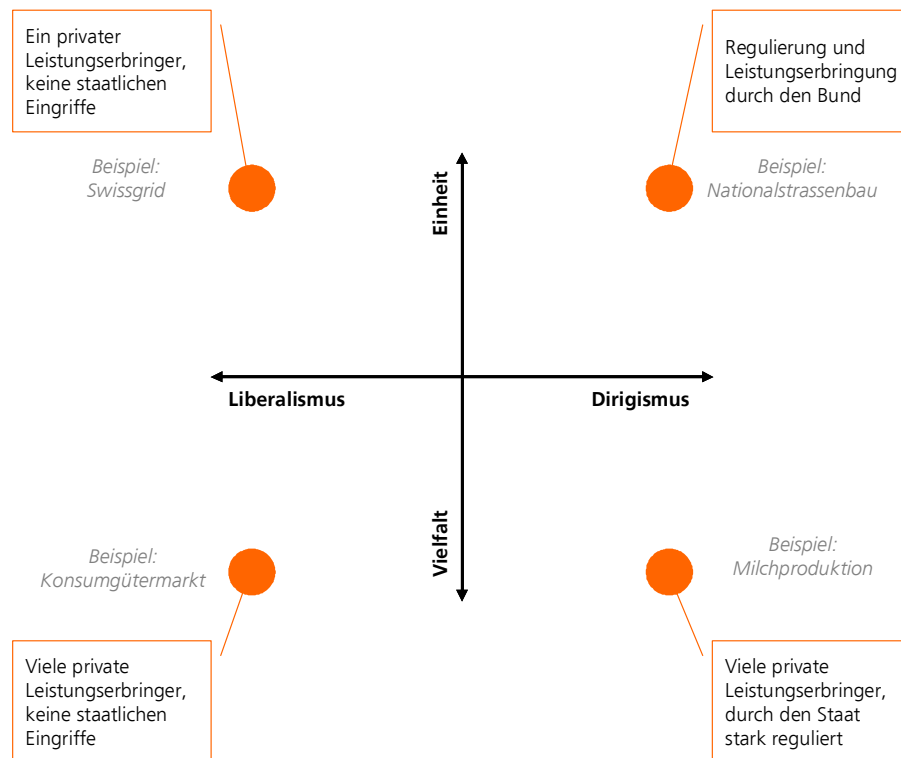 Ein privater
Leistungserbringer,
keine staatlichen
Eingriffe
Regulierung und
Leistungserbringung
durch den Bund
Beispiel:
Swissgrid
Beispiel:
Nationalstrassenbau
Einheit
Liberalismus
Dirigismus
Vielfalt
Beispiel:
Konsumgütermarkt
Beispiel:
Milchproduktion
Viele private
Leistungserbringer,
keine staatlichen
Eingriffe
Viele private
Leistungserbringer,
durch den Staat
stark reguliert